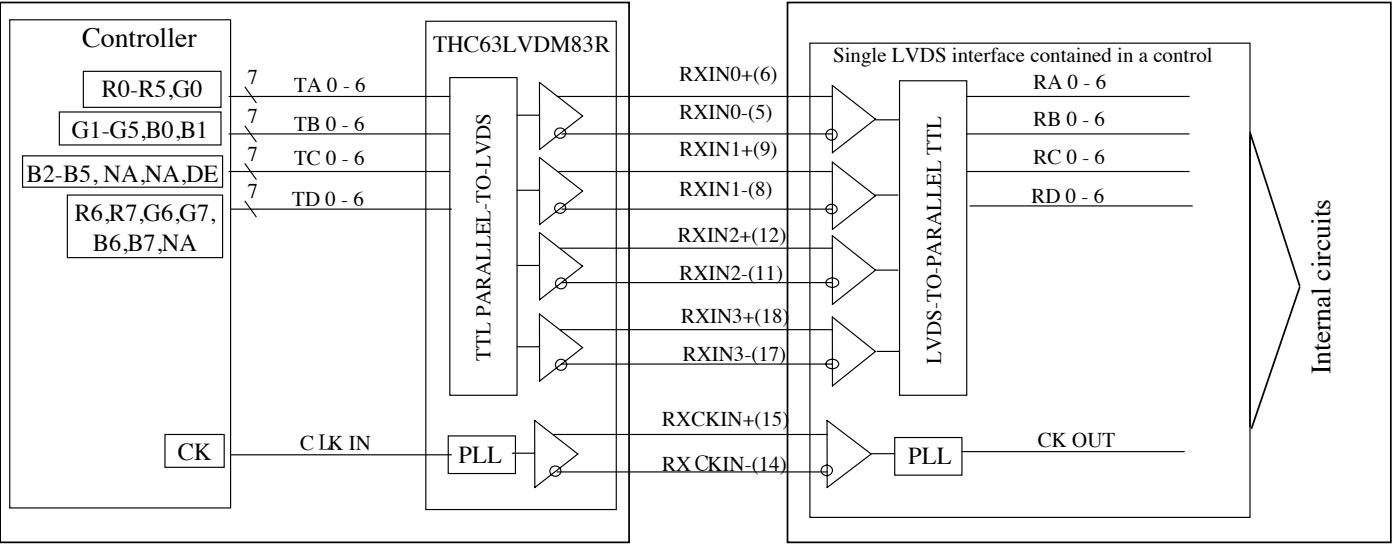 Controller
R0-R5,G0
G1-G5,B0,B1
B2-B5, NA,NA,DE
R6,R7,G6,G7,
B6,B7,NA
CK
7
TA 0 - 6
7
TB 0 - 6
7
TC 0 - 6
7
TD 0 - 6
CLK IN
THC63LVDM83R
TTL PARALLEL-TO-LVDS
PLL
RXIN0+(6)
RXIN0-(5)
RXIN1+(9)
RXIN1-(8)
RXIN2+(12)
RXIN2-(11)
RXIN3+(18)
RXIN3-(17)
RXCKIN+(15)
RXCKIN-(14)
Single LVDS interface contained in a control
LVDS-TO-PARALLEL TTL
PLL
RA 0 - 6
RB 0 - 6
RC 0 - 6
RD 0 - 6
CK OUT
Internal circuits